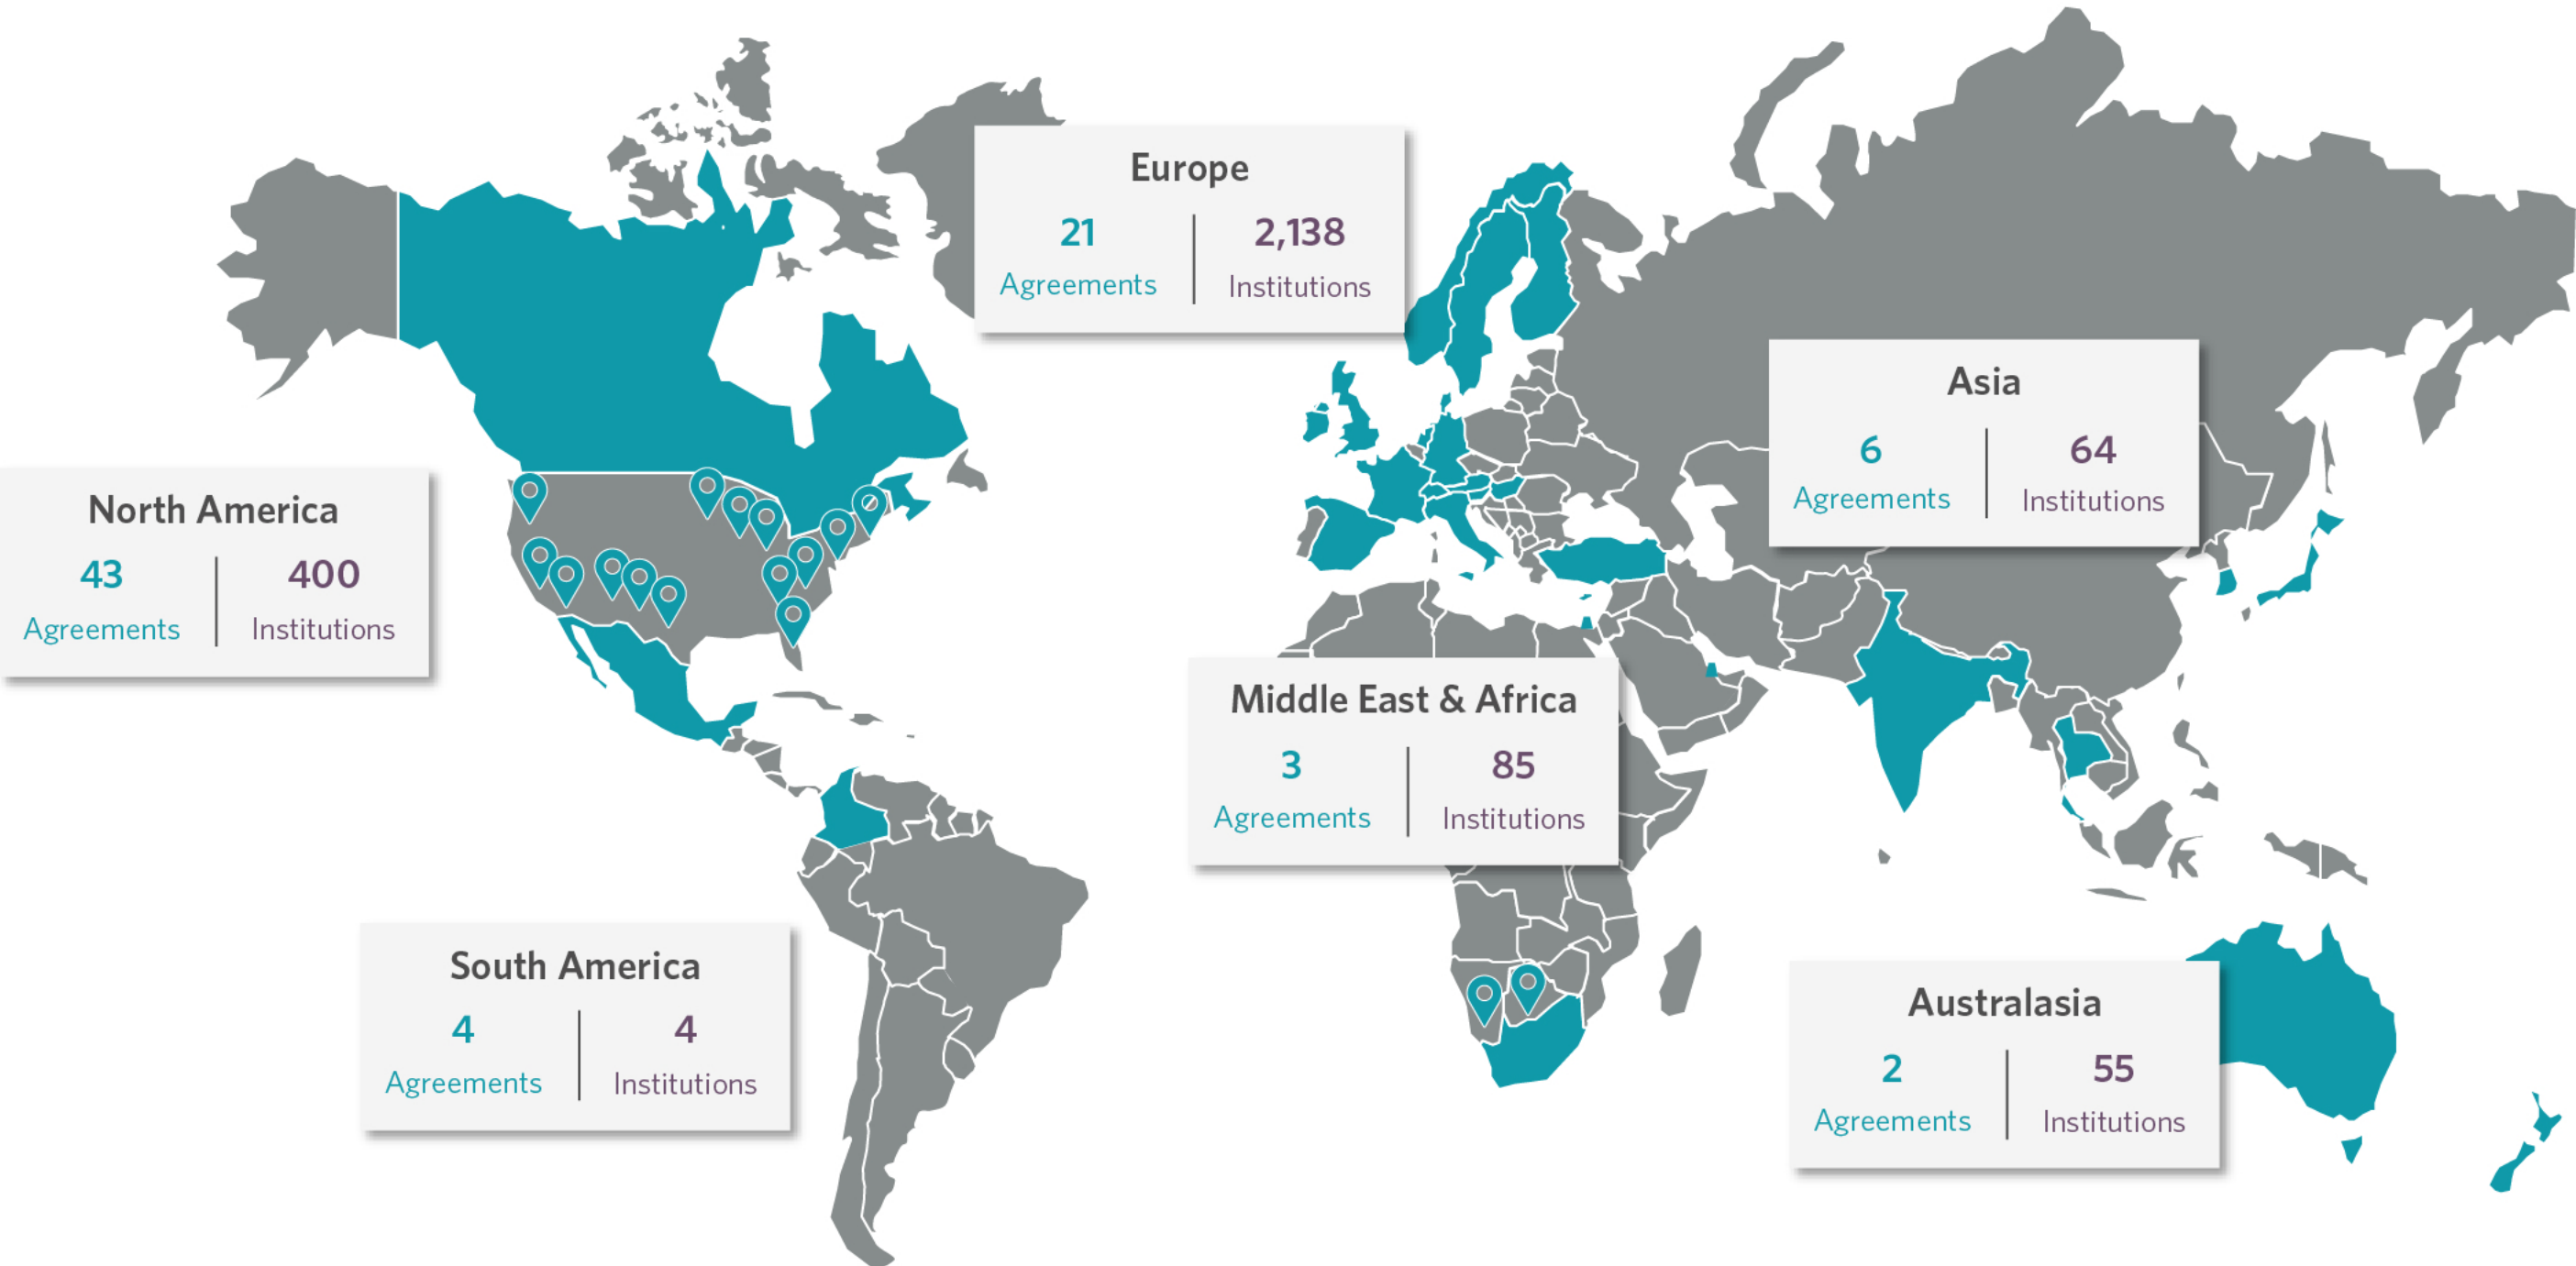 Europe
21 2,138
Agreements Institutions
Asia
6 64
Agreements Institutions
North America
43 400
Agreements Institutions
Middle East & Africa
3 85
Agreements Institutions
South America
4 4
Agreements Institutions
Australasia
2 55
Agreements Institutions